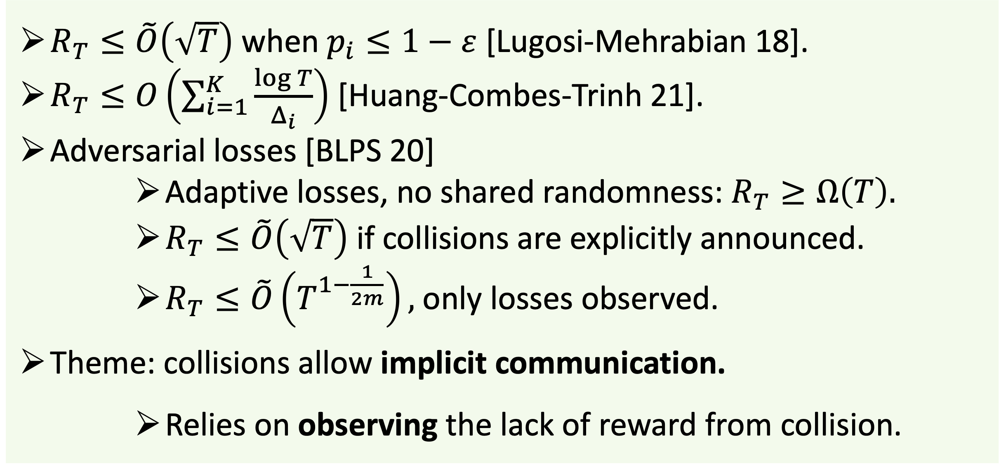 ➢ $R_T \leq \tilde{O}(\sqrt{T})$ when $p_i \leq 1 - \varepsilon$ [Lugosi-Mehrabian 18].
➢ $R_T \leq O\left(\sum_{i=1}^{K} \frac{\log T}{\Delta_i}\right)$ [Huang-Combes-Trinh 21].
➢ Adversarial losses [BLPS 20]
➢ Adaptive losses, no shared randomness: $R_T \geq \Omega(T)$.
➢ $R_T \leq \tilde{O}(\sqrt{T})$ if collisions are explicitly announced.
➢ $R_T \leq \tilde{O}\left(T^{1-\frac{1}{2m}}\right)$, only losses observed.
➢ Theme: collisions allow implicit communication.
➢ Relies on observing the lack of reward from collision.